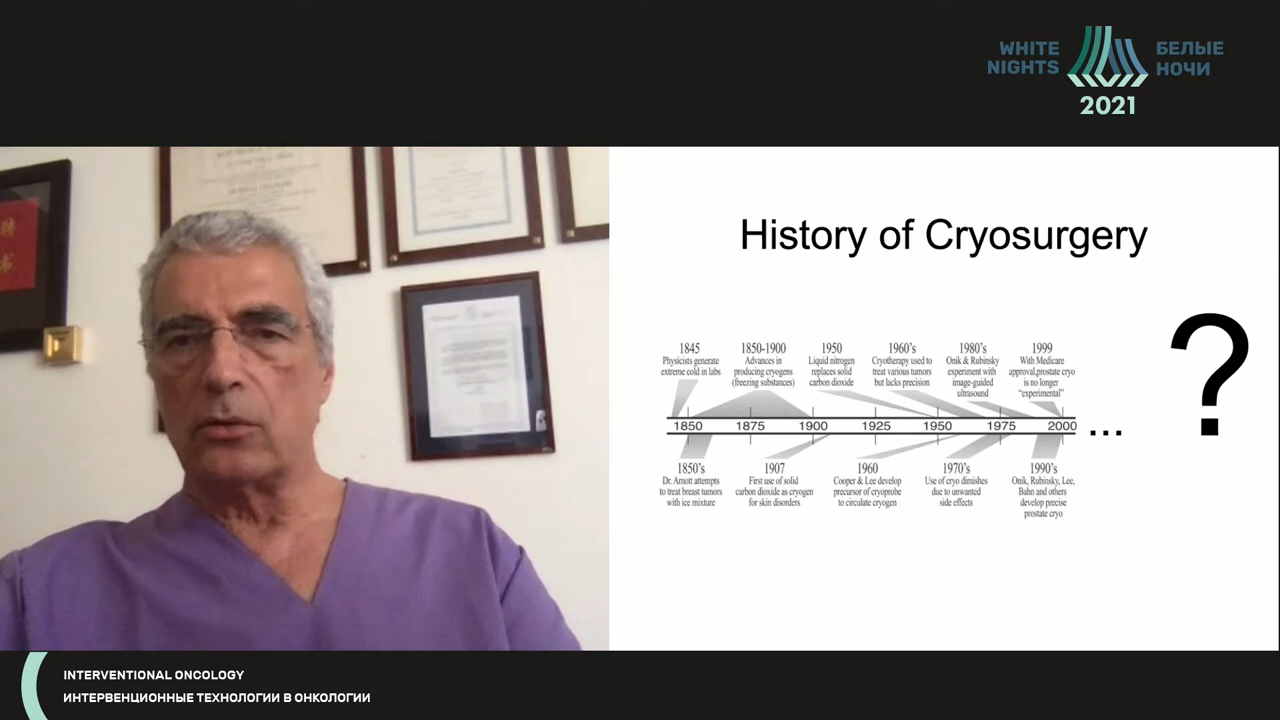 WHITE
NIGHTS
БЕЛЫЕ
НОЧИ
2021
History of Cryosurgery
1845
Physicists generate
extreme cold in labs
1850-1900
Advances in
producing cryogens
(freezing substances)
1950
Liquid nitrogen
replaces solid
carbon dioxide
1960's
Cryotherapy used to
treat various tumors
but lacks precision
1980's
Onik & Rubinsky
experiment with
image-guided
ultrasound
1999
With Medicare
approval,prostate cryo
is no longer
“experimental”
?
1850 1875 1900 1925 1950 1975 2000 ...
1850's
Dr. Arnott attempts
to treat breast tumors
with ice mixture
1907
First use of solid
carbon dioxide as cryogen
for skin disorders
1960
Cooper & Lee develop
precursor of cryoprobe
to circulate cryogen
1970's
Use of cryo dimishes
due to unwanted
side effects
1990's
Onik, Rubinsky, Lee,
Bahn and others
develop precise
prostate cryo
INTERVENTIONAL ONCOLOGY
ИНТЕРВЕНЦИОННЫЕ ТЕХНОЛОГИИ В ОНКОЛОГИИ